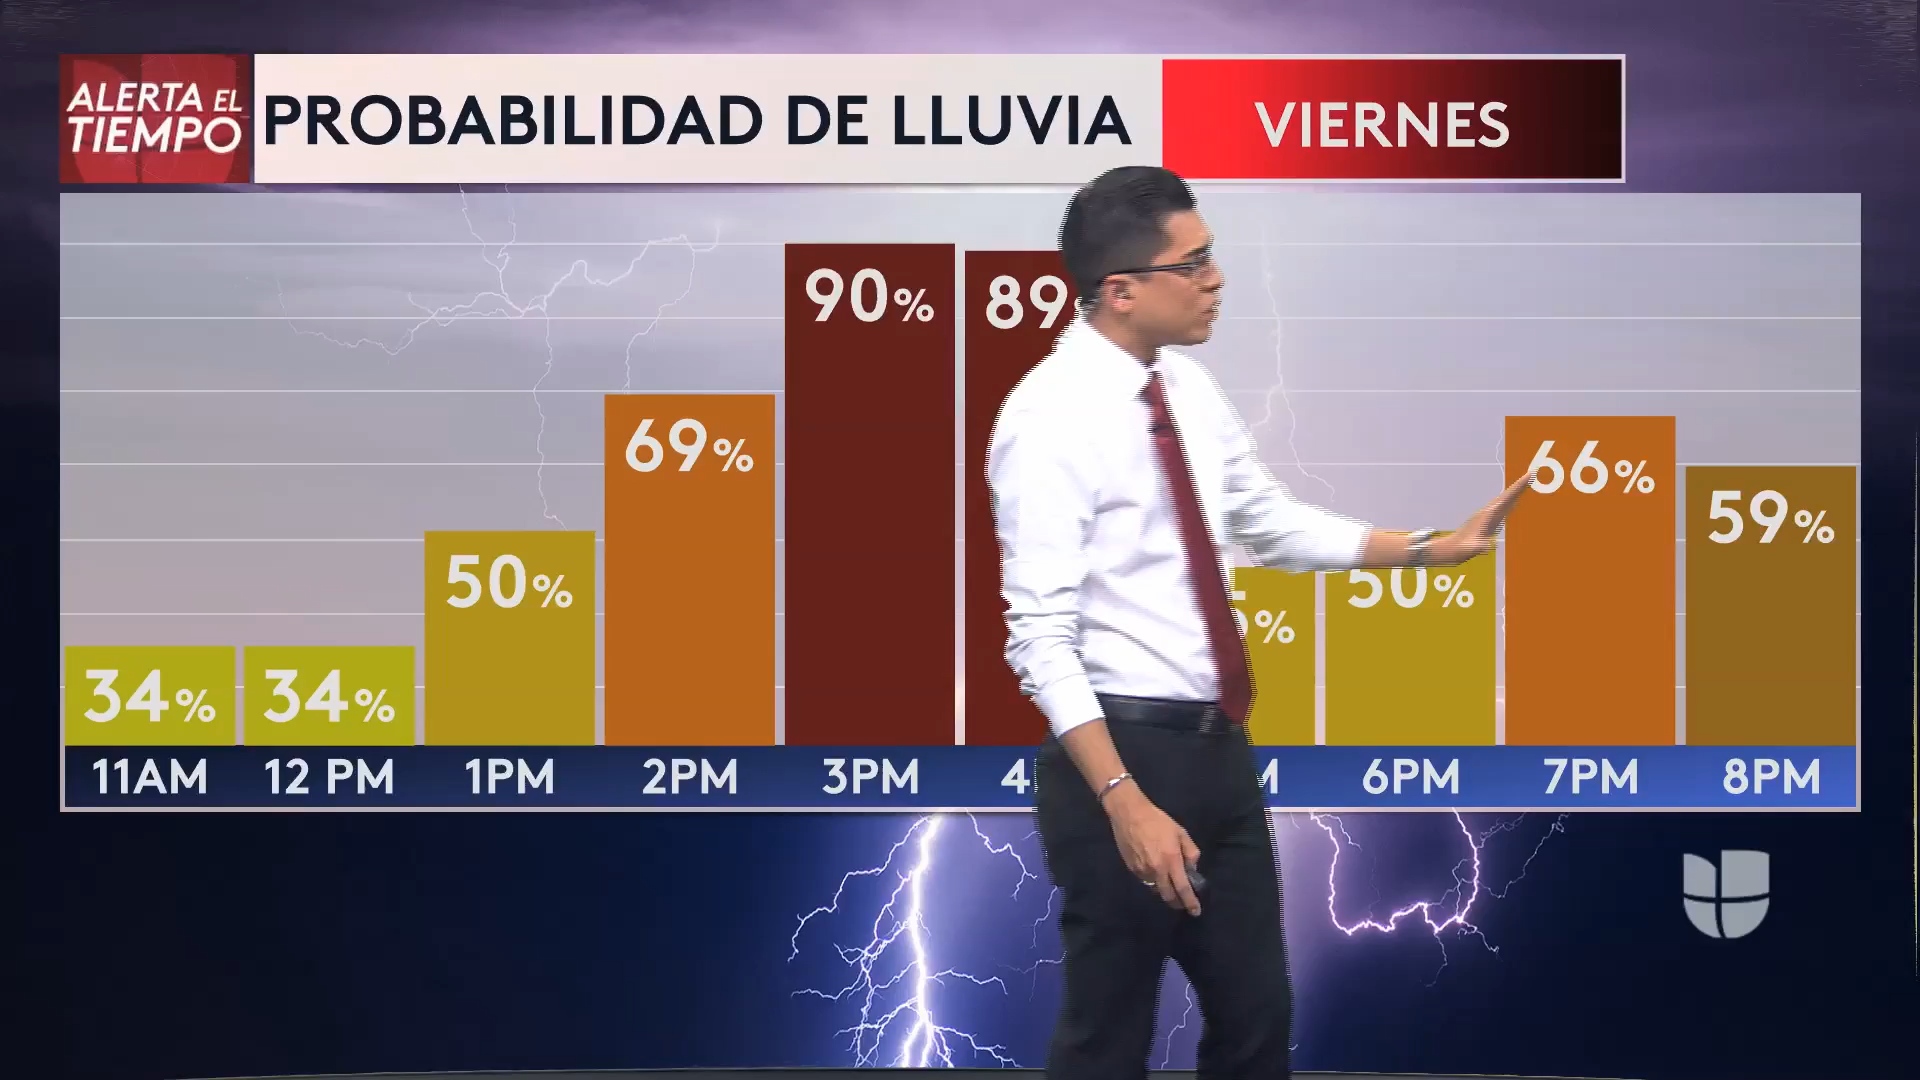 ALERTA EL
TIEMPO
PROBABILIDAD DE LLUVIA
VIERNES
34%
34%
50%
69%
90%
89%
50%
66%
59%
11AM
12 PM
1PM
2PM
3PM
6PM
7PM
8PM